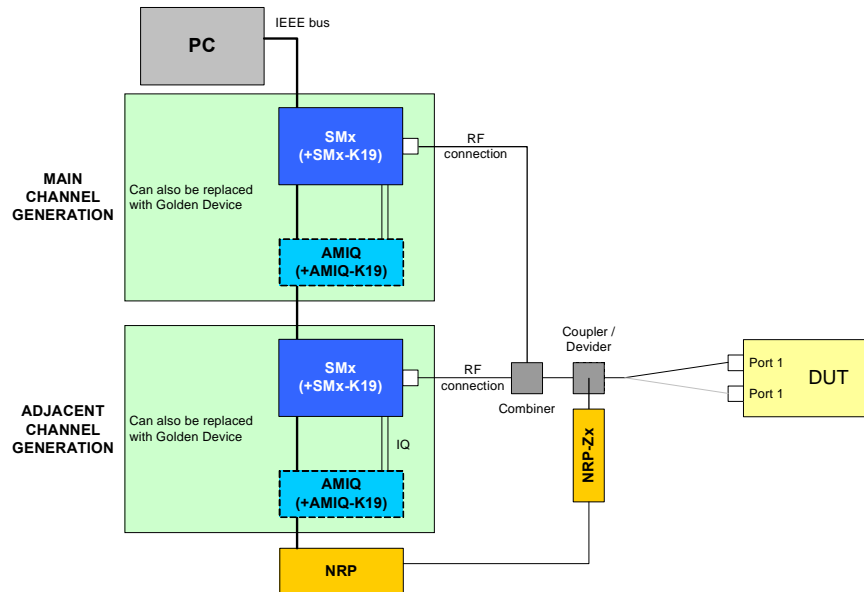 IEEE bus
PC
SMx
(+SMx-K19)
RF
connection
MAIN
CHANNEL
GENERATION
Can also be replaced
with Golden Device
AMIQ
(+AMIQ-K19)
Coupler /
Devider
SMx
(+SMx-K19)
RF
connection
Combiner
Port 1
DUT
Port 1
ADJACENT
CHANNEL
GENERATION
Can also be replaced
with Golden Device
IQ
NRP-Zx
AMIQ
(+AMIQ-K19)
NRP